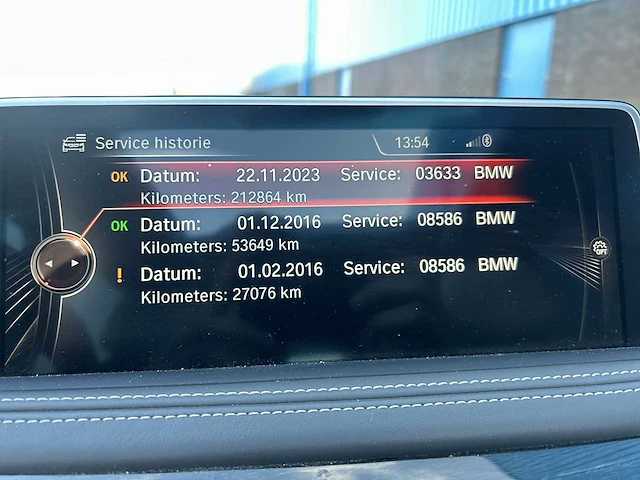 Service historie 13:54
OK Datum: 22.11.2023 Service: 03633 BMW
Kilometers: 212864 km
OK Datum: 01.12.2016 Service: 08586 BMW
Kilometers: 53649 km
! Datum: 01.02.2016 Service: 08586 BMW
Kilometers: 27076 km
OPT